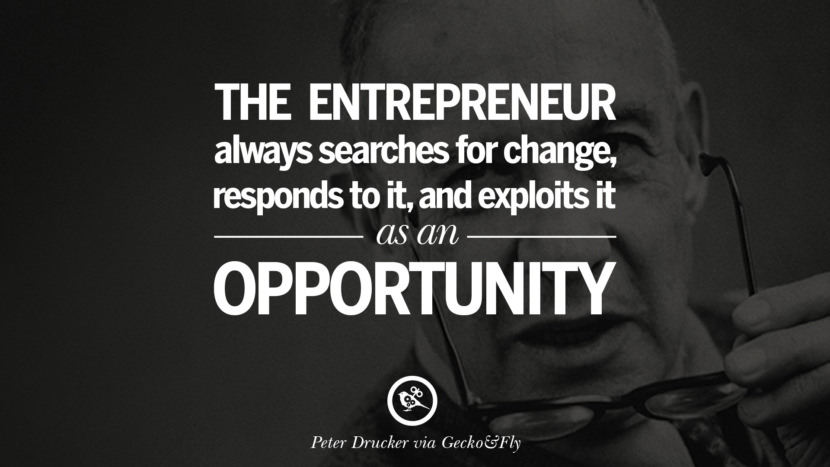 THE ENTREPRENEUR
always searches for change,
responds to it, and exploits it
as an
OPPORTUNITY
Peter Drucker via Gecko&Fly